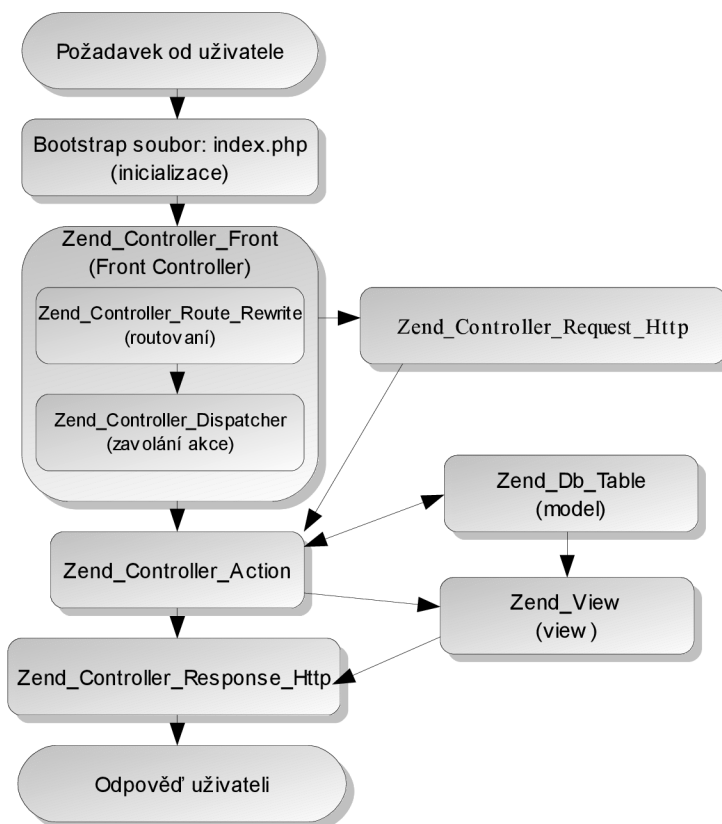 Požadavek od uživatele
Bootstrap soubor: index.php
(inicializace)
Zend_Controller_Front
(Front Controller)
Zend_Controller_Route_Rewrite
(routovaní)
Zend_Controller_Request_Http
Zend_Controller_Dispatcher
(zavolání akce)
Zend_Db_Table
(model)
Zend_Controller_Action
Zend_View
(view)
Zend_Controller_Response_Http
Odpověď uživateli